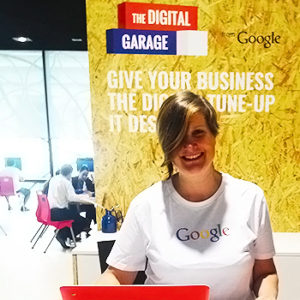 THE DIGITAL
GARAGE
from Google
GIVE YOUR BUSINESS
THE TUNE-UP
IT
Google